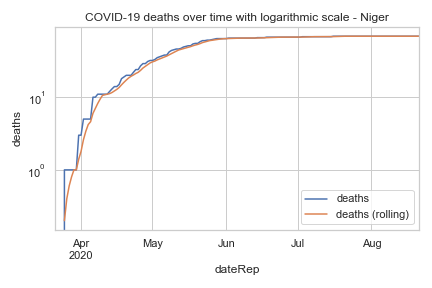 COVID-19 deaths over time with logarithmic scale - Niger
deaths
10¹
10⁰
Apr
2020
May
Jun
Jul
Aug
dateRep
deaths
deaths (rolling)